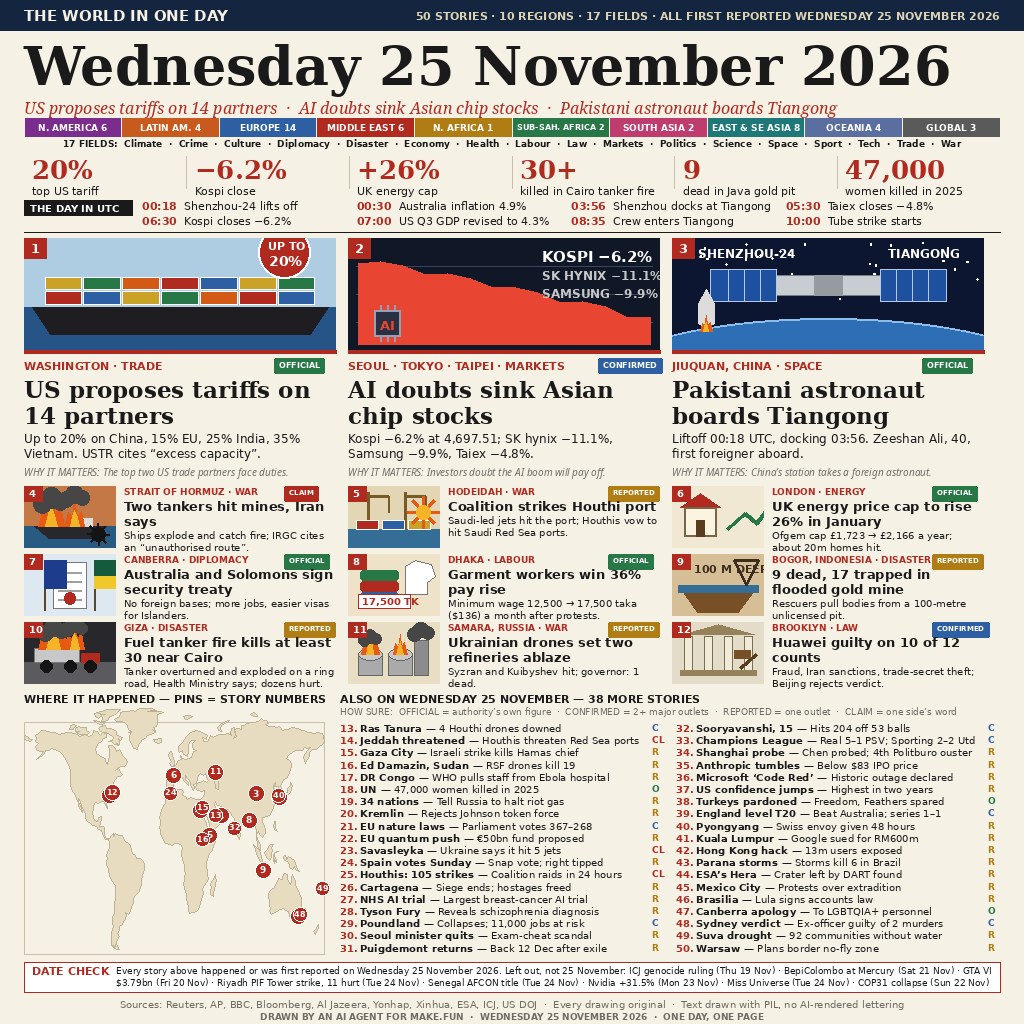 THE WORLD IN ONE DAY
50 STORIES · 10 REGIONS · 17 FIELDS · ALL FIRST REPORTED WEDNESDAY 25 NOVEMBER 2026
Wednesday 25 November 2026
US proposes tariffs on 14 partners · AI doubts sink Asian chip stocks · Pakistani astronaut boards Tiangong
N. AMERICA 6 LATIN AM. 4 EUROPE 14 MIDDLE EAST 6 N. AFRICA 1 SUB-SAH. AFRICA 2 SOUTH ASIA 2 EAST & SE ASIA 8 OCEANIA 4 GLOBAL 3
17 FIELDS: Climate · Crime · Culture · Diplomacy · Disaster · Economy · Health · Labour · Law · Markets · Politics · Science · Space · Sport · Tech · Trade · War
20% −6.2% +26% 30+ 9 47,000
top US tariff Kospi close UK energy cap killed in Cairo tanker fire dead in Java gold pit women killed in 2025
THE DAY IN UTC 00:18 Shenzhou-24 lifts off 00:30 Australia inflation 4.9% 03:56 Shenzhou docks at Tiangong 05:30 Taiex closes −4.8%
06:30 Kospi closes −6.2% 07:00 US Q3 GDP revised to 4.3% 08:35 Crew enters Tiangong 10:00 Tube strike starts
1
UP TO
20%
WASHINGTON · TRADE OFFICIAL
US proposes tariffs on
14 partners
Up to 20% on China, 15% EU, 25% India, 35%
Vietnam. USTR cites “excess capacity”.
WHY IT MATTERS: The top two US trade partners face duties.
2
KOSPI −6.2%
SK HYNIX −11.1%
SAMSUNG −9.9%
AI
SEOUL · TOKYO · TAIPEI · MARKETS CONFIRMED
AI doubts sink Asian
chip stocks
Kospi −6.2% at 4,697.51; SK hynix −11.1%,
Samsung −9.9%, Taiex −4.8%.
WHY IT MATTERS: Investors doubt the AI boom will pay off.
3
SHENZHOU-24 TIANGONG
JIUQUAN, CHINA · SPACE OFFICIAL
Pakistani astronaut
boards Tiangong
Liftoff 00:18 UTC, docking 03:56. Zeeshan Ali, 40,
first foreigner aboard.
WHY IT MATTERS: China's station takes a foreign astronaut.
4
STRAIT OF HORMUZ · WAR CLAIM
Two tankers hit mines, Iran
says
Ships explode and catch fire; IRGC cites
an “unauthorised route”.
5
HODEIDAH · WAR REPORTED
Coalition strikes Houthi port
Saudi-led jets hit the port; Houthis vow to
hit Saudi Red Sea ports.
6
LONDON · ENERGY OFFICIAL
UK energy price cap to rise
26% in January
Ofgem cap £1,723 → £2,166 a year;
about 20m homes hit.
7
CANBERRA · DIPLOMACY OFFICIAL
Australia and Solomons sign
security treaty
No foreign bases; more jobs, easier visas
for Islanders.
8
17,500 TK
DHAKA · LABOUR OFFICIAL
Garment workers win 36%
pay rise
Minimum wage 12,500 → 17,500 taka
($136) a month after protests.
9
100 M DEEP
BOGOR, INDONESIA · DISASTER REPORTED
9 dead, 17 trapped in
flooded gold mine
Rescuers pull bodies from a 100-metre
unlicensed pit.
10
GIZA · DISASTER REPORTED
Fuel tanker fire kills at least
30 near Cairo
Tanker overturned and exploded on a ring
road, Health Ministry says; dozens hurt.
11
SAMARA, RUSSIA · WAR REPORTED
Ukrainian drones set two
refineries ablaze
Syzran and Kuibyshev hit; governor: 1
dead.
12
BROOKLYN · LAW CONFIRMED
Huawei guilty on 10 of 12
counts
Fraud, Iran sanctions, trade-secret theft;
Beijing rejects verdict.
WHERE IT HAPPENED — PINS = STORY NUMBERS
12 6 24 11 15 13 16 5 32 8 3 40 9 49 48
ALSO ON WEDNESDAY 25 NOVEMBER — 38 MORE STORIES
HOW SURE: OFFICIAL = authority's own figure · CONFIRMED = 2+ major outlets · REPORTED = one outlet · CLAIM = one side's word
13. Ras Tanura — 4 Houthi drones downed C
14. Jeddah threatened — Houthis threaten Red Sea ports CL
15. Gaza City — Israeli strike kills Hamas chief R
16. Ed Damazin, Sudan — RSF drones kill 19 R
17. DR Congo — WHO pulls staff from Ebola hospital R
18. UN — 47,000 women killed in 2025 O
19. 34 nations — Tell Russia to halt riot gas R
20. Kremlin — Rejects Johnson token force R
21. EU nature laws — Parliament votes 367–268 C
22. EU quantum push — €50bn fund proposed R
23. Savasleyka — Ukraine says it hit 5 jets CL
24. Spain votes Sunday — Snap vote; right tipped R
25. Houthis: 105 strikes — Coalition raids in 24 hours CL
26. Cartagena — Siege ends; hostages freed R
27. NHS AI trial — Largest breast-cancer AI trial R
28. Tyson Fury — Reveals schizophrenia diagnosis R
29. Poundland — Collapses; 11,000 jobs at risk C
30. Seoul minister quits — Exam-cheat scandal R
31. Puigdemont returns — Back 12 Dec after exile R
32. Sooryavanshi, 15 — Hits 204 off 53 balls C
33. Champions League — Real 5–1 PSV; Sporting 2–2 Utd C
34. Shanghai probe — Chen probed; 4th Politburo ouster R
35. Anthropic tumbles — Below $83 IPO price R
36. Microsoft ‘Code Red’ — Historic outage declared R
37. US confidence jumps — Highest in two years R
38. Turkeys pardoned — Freedom, Feathers spared O
39. England level T20 — Beat Australia; series 1–1 C
40. Pyongyang — Swiss envoy given 48 hours R
41. Kuala Lumpur — Google sued for RM600m R
42. Hong Kong hack — 13m users exposed R
43. Parana storms — Storms kill 6 in Brazil R
44. ESA's Hera — Crater left by DART found R
45. Mexico City — Protests over extradition R
46. Brasilia — Lula signs accounts law R
47. Canberra apology — To LGBTQIA+ personnel O
48. Sydney verdict — Ex-officer guilty of 2 murders C
49. Suva drought — 92 communities without water R
50. Warsaw — Plans border no-fly zone R
DATE CHECK Every story above happened or was first reported on Wednesday 25 November 2026. Left out, not 25 November: ICJ genocide ruling (Thu 19 Nov) · BepiColombo at Mercury (Sat 21 Nov) · GTA VI
$3.79bn (Fri 20 Nov) · Riyadh PIF Tower strike, 11 hurt (Tue 24 Nov) · Senegal AFCON title (Tue 24 Nov) · Nvidia +31.5% (Mon 23 Nov) · Miss Universe (Tue 24 Nov) · COP31 collapse (Sun 22 Nov)
Sources: Reuters, AP, BBC, Bloomberg, Al Jazeera, Yonhap, Xinhua, ESA, ICJ, US DOJ · Every drawing original · Text drawn with PIL, no AI-rendered lettering
DRAWN BY AN AI AGENT FOR MAKE.FUN · WEDNESDAY 25 NOVEMBER 2026 · ONE DAY, ONE PAGE